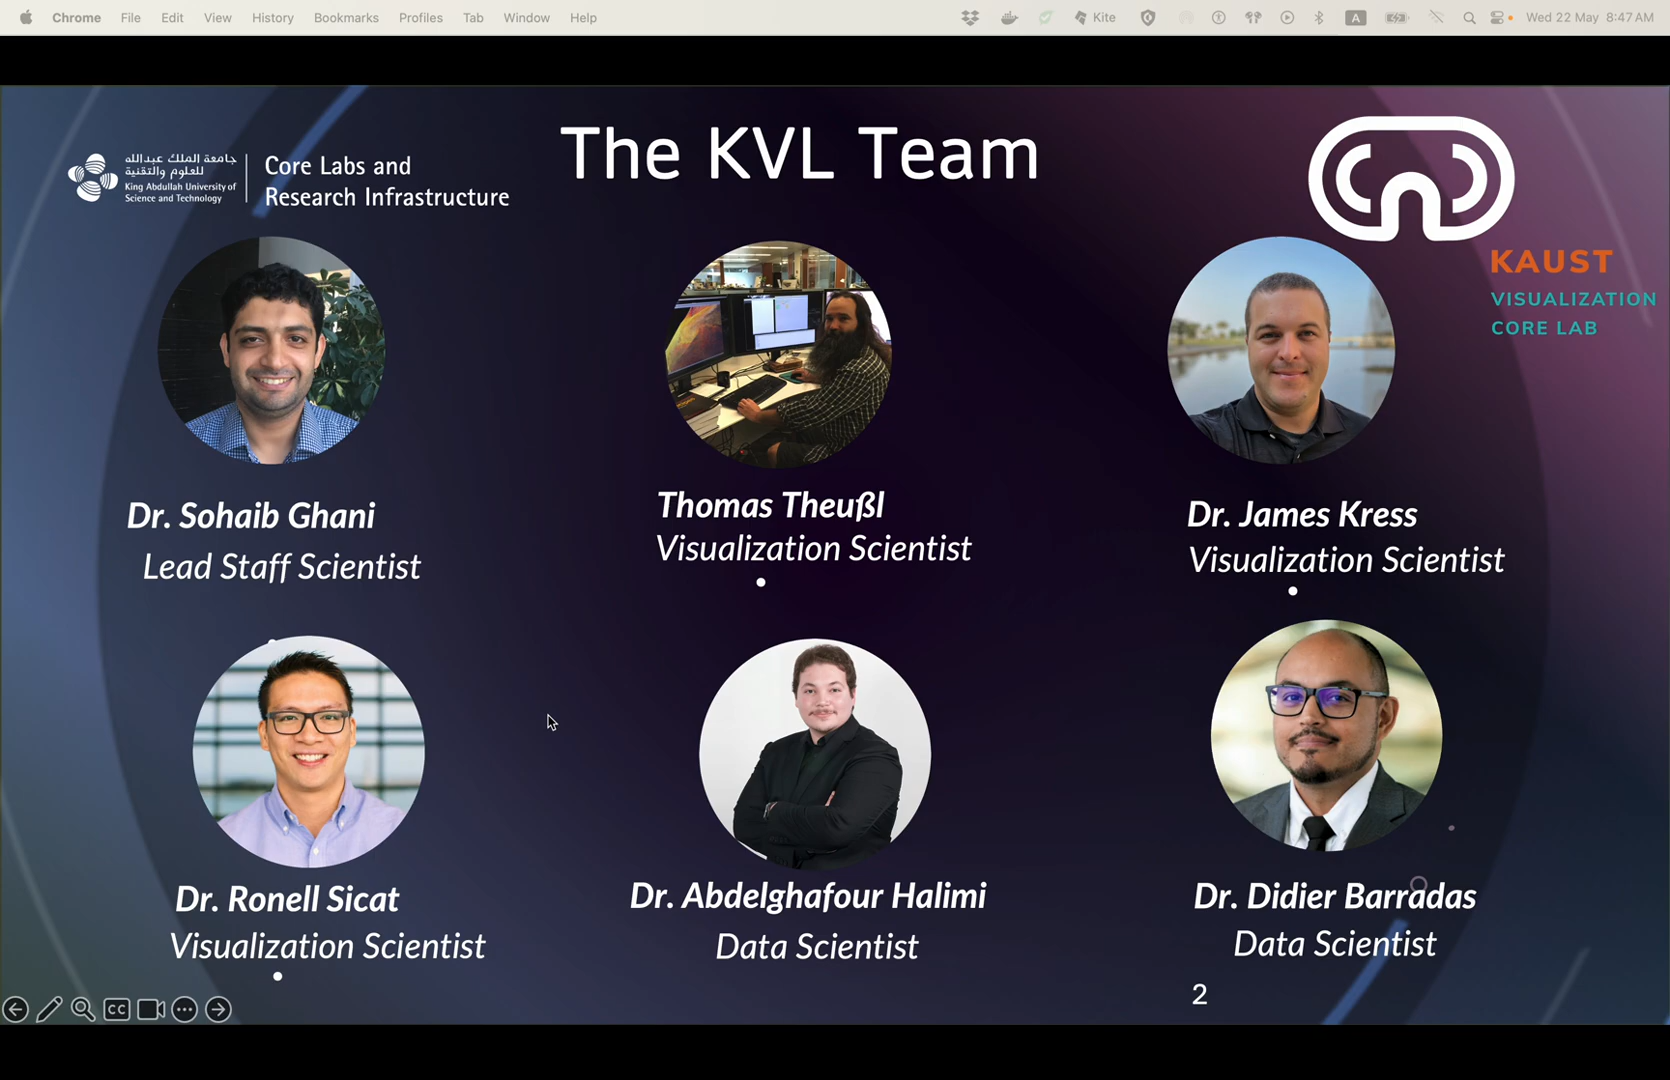 Chrome File Edit View History Bookmarks Profiles Tab Window Help Kite A Wed 22 May 8:47 AM
The KVL Team
جامعة الملك عبدالله
للعلوم والتقنية
King Abdullah University of
Science and Technology
Core Labs and
Research Infrastructure
KAUST
VISUALIZATION
CORE LAB
Dr. Sohaib Ghani
Lead Staff Scientist
Thomas Theußl
Visualization Scientist
Dr. James Kress
Visualization Scientist
Dr. Ronell Sicat
Visualization Scientist
Dr. Abdelghafour Halimi
Data Scientist
Dr. Didier Barradas
Data Scientist
2
CC